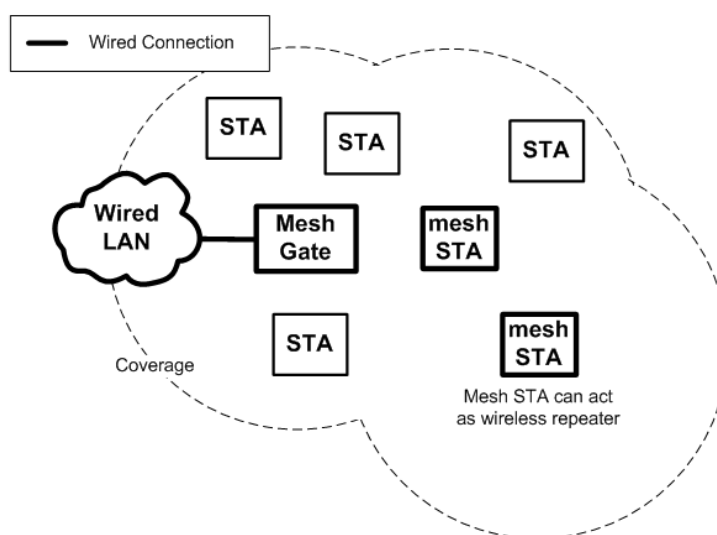 Wired Connection
STA
STA
STA
Wired
LAN
Mesh
Gate
mesh
STA
STA
mesh
STA
Coverage
Mesh STA can act
as wireless repeater